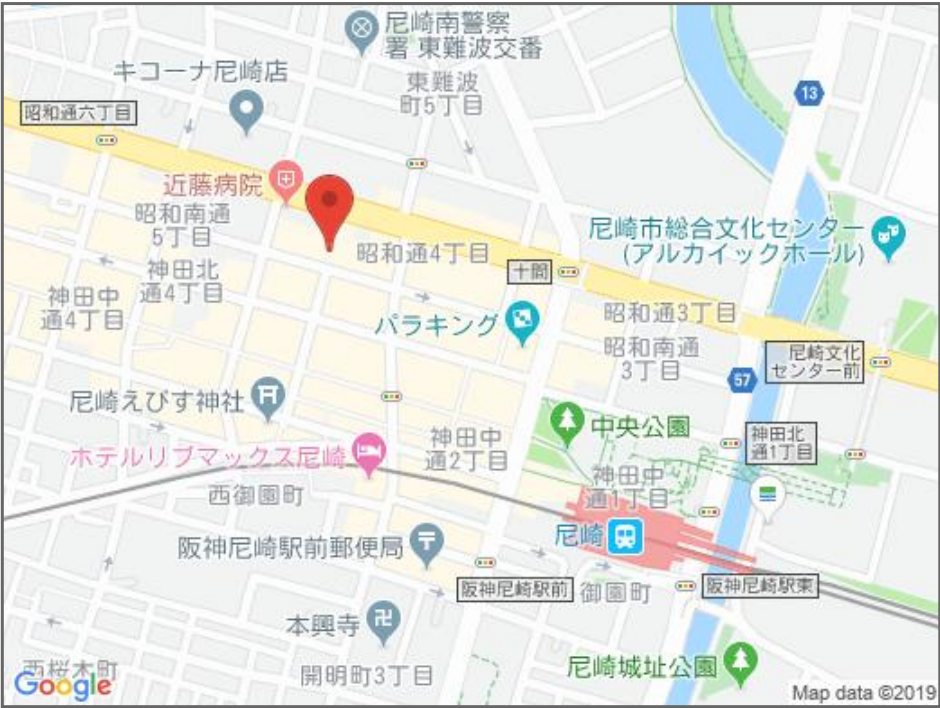 尼崎南警察
署 東難波交番
キコーナ尼崎店
東難波
町5丁目
13
昭和通六丁目
近藤病院
昭和南通
5丁目
尼崎市総合文化センター
(アルカイックホール)
昭和通4丁目
十間
神田北
通4丁目
神田中
通4丁目
パラキング
昭和通3丁目
昭和南通
3丁目
尼崎文化
センター前
57
尼崎えびす神社
中央公園
神田北
通1丁目
神田中
通2丁目
ホテルリブマックス尼崎
神田中
通1丁目
西御園町
尼崎
阪神尼崎駅前郵便局
阪神尼崎駅前
御園町
阪神尼崎駅東
本興寺
開明町3丁目
尼崎城址公園
西桜木町
Google
Map data ©2019